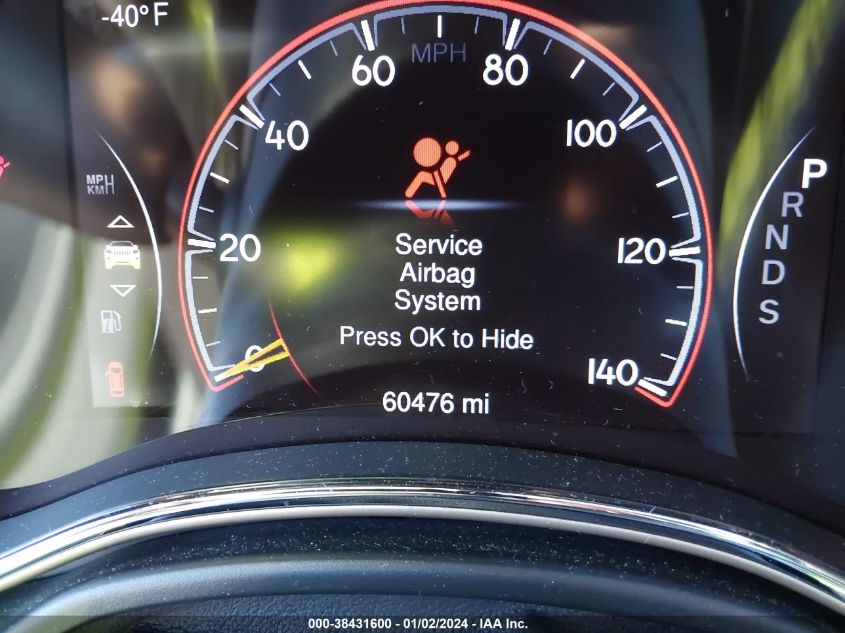 -40° F
MPH
60
80
40
100
MPH
KMH
P
R
N
D
S
20
120
Service
Airbag
System
Press OK to Hide
0
140
60476 mi
000-38431600 - 01/02/2024 - IAA Inc.